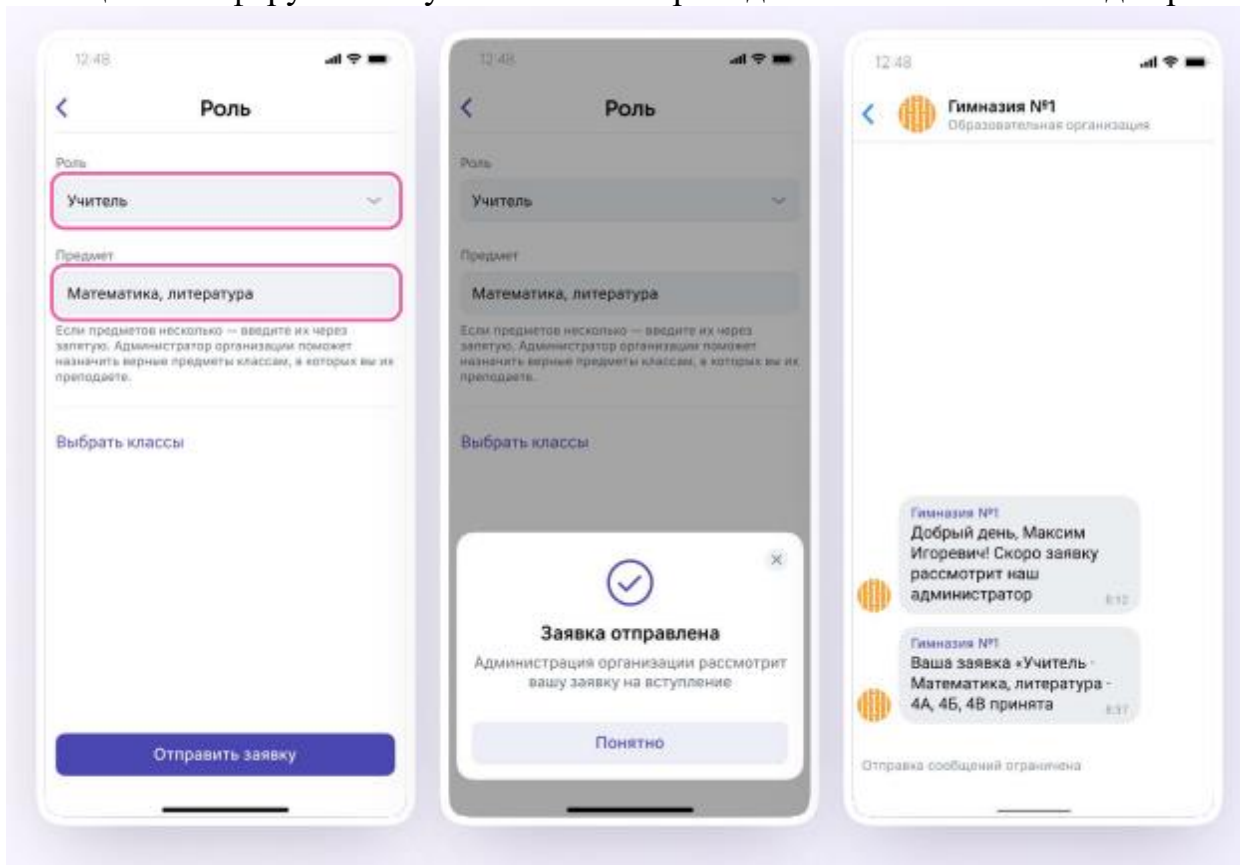 12:48
Роль
Роль
Учитель
Предмет
Математика, литература
Если предметов несколько — введите их через
запятую. Администратор организации поможет
назначить верные предметы классам, в которых вы их
преподаете.
Выбрать классы
Отправить заявку
12:48
Роль
Роль
Учитель
Предмет
Математика, литература
Если предметов несколько — введите их через
запятую. Администратор организации поможет
назначить верные предметы классам, в которых вы их
преподаете.
Выбрать классы
Заявка отправлена
Администрация организации рассмотрит
вашу заявку на вступление
Понятно
12:48
Гимназия №1
Образовательная организация
Гимназия №1
Добрый день, Максим
Игоревич! Скоро заявку
рассмотрит наш
администратор
8:12
Гимназия №1
Ваша заявка «Учитель ·
Математика, литература ·
4А, 4Б, 4В принята
8:37
Отправка сообщений ограничена